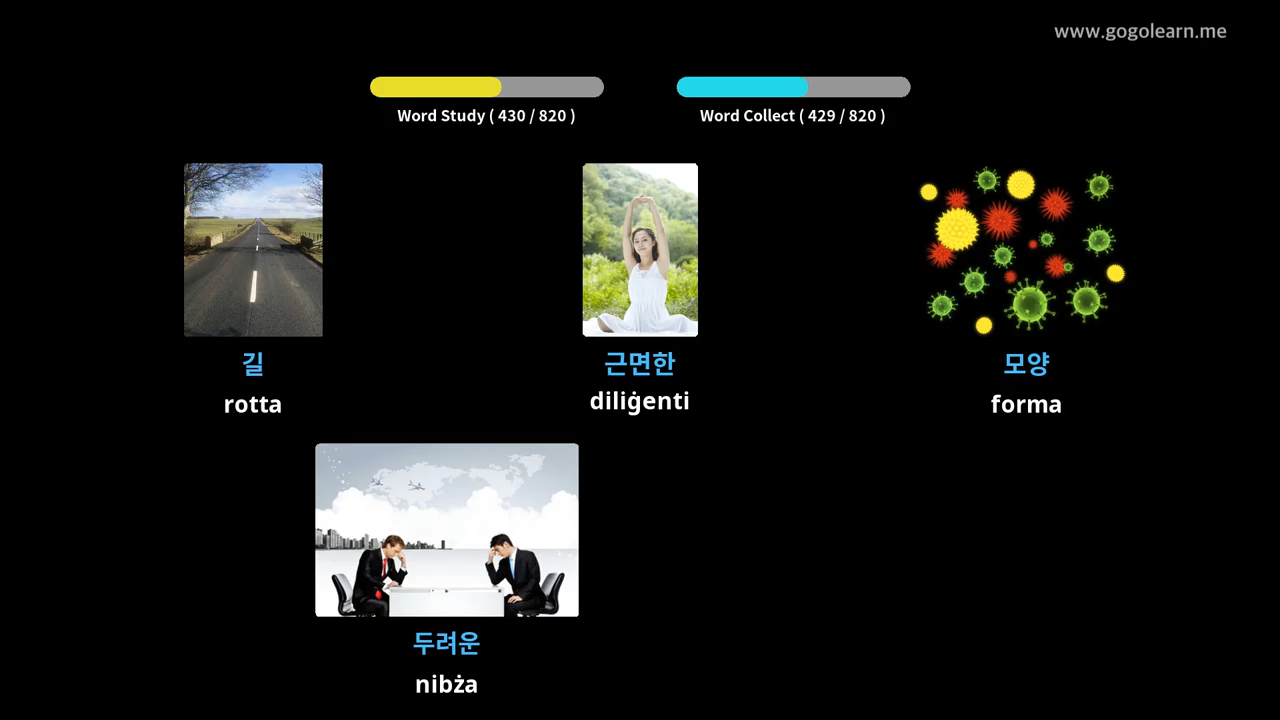 www.gogolearn.me
Word Study ( 430 / 820 )
Word Collect ( 429 / 820 )
길
근면한
모양
rotta
diliġenti
forma
두려운
nibża